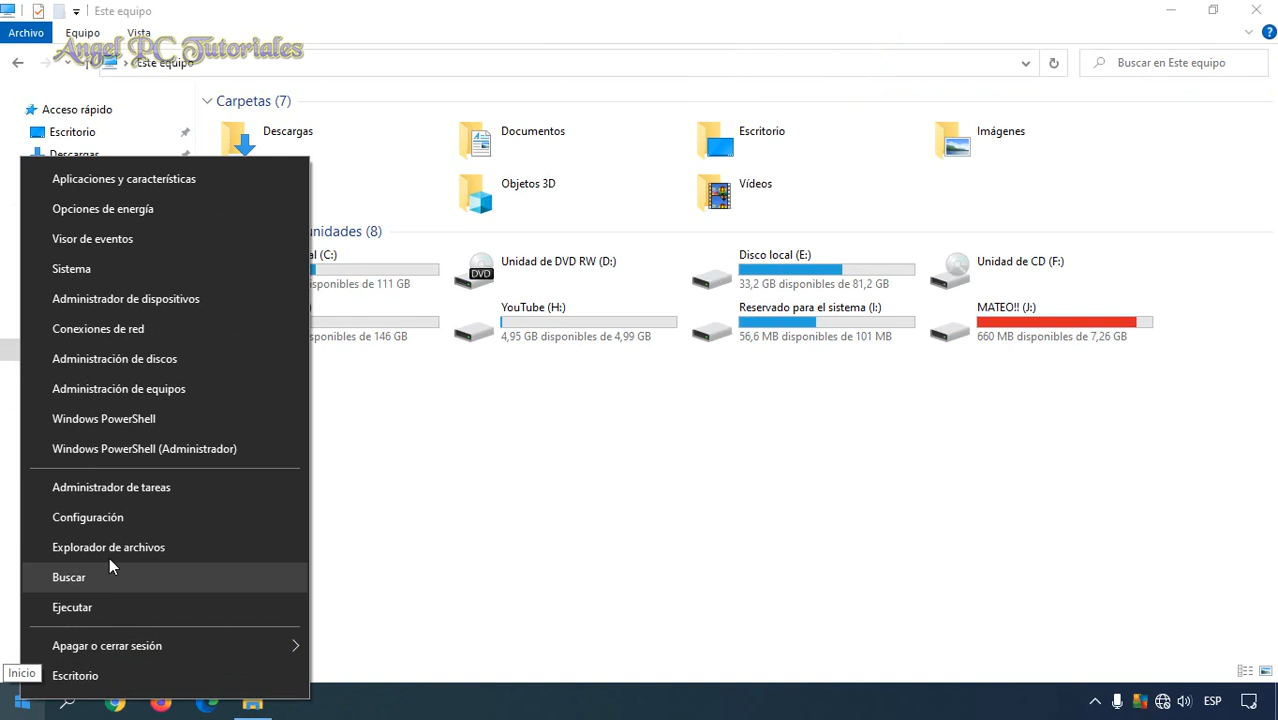 Este equipo
Archivo
Equipo
Vista
Angel PC Tutoriales
Este equipo
Buscar en Este equipo
Acceso rápido
Escritorio
Descargas
Carpetas (7)
Descargas
Documentos
Escritorio
Imágenes
Objetos 3D
Vídeos
unidades (8)
al (C:)
disponibles de 111 GB
Unidad de DVD RW (D:)
DVD
Disco local (E:)
33,2 GB disponibles de 81,2 GB
Unidad de CD (F:)
)
disponibles de 146 GB
YouTube (H:)
4,95 GB disponibles de 4,99 GB
Reservado para el sistema (I:)
56,6 MB disponibles de 101 MB
MATEO!! (J:)
660 MB disponibles de 7,26 GB
Aplicaciones y características
Opciones de energía
Visor de eventos
Sistema
Administrador de dispositivos
Conexiones de red
Administración de discos
Administración de equipos
Windows PowerShell
Windows PowerShell (Administrador)
Administrador de tareas
Configuración
Explorador de archivos
Buscar
Ejecutar
Apagar o cerrar sesión
Escritorio
Inicio
ESP